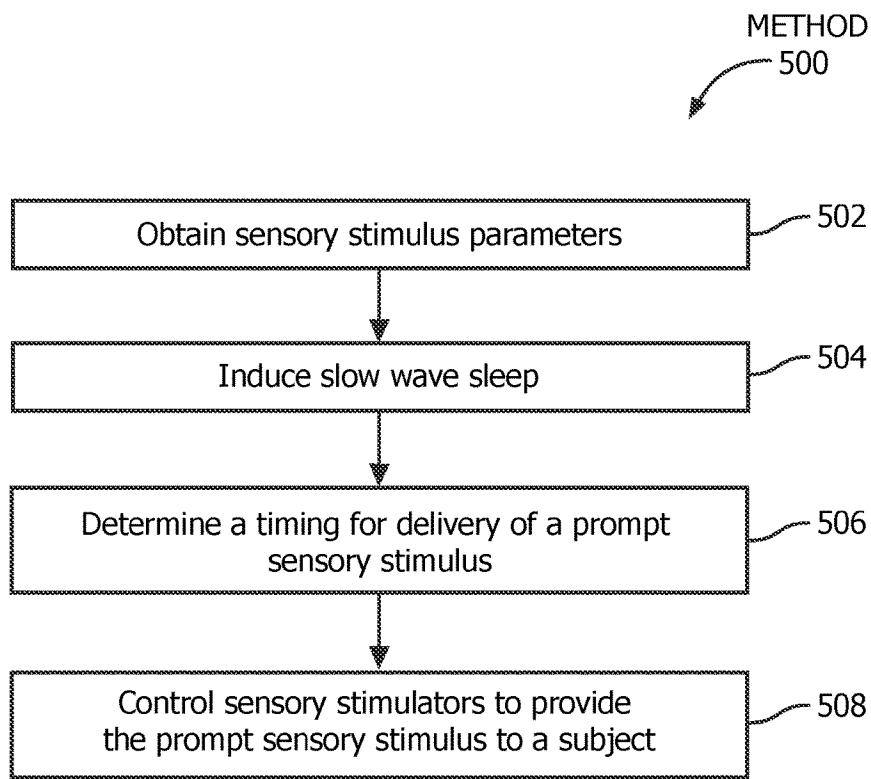 METHOD
500
Obtain sensory stimulus parameters
502
Induce slow wave sleep
504
Determine a timing for delivery of a prompt
sensory stimulus
506
Control sensory stimulators to provide
the prompt sensory stimulus to a subject
508